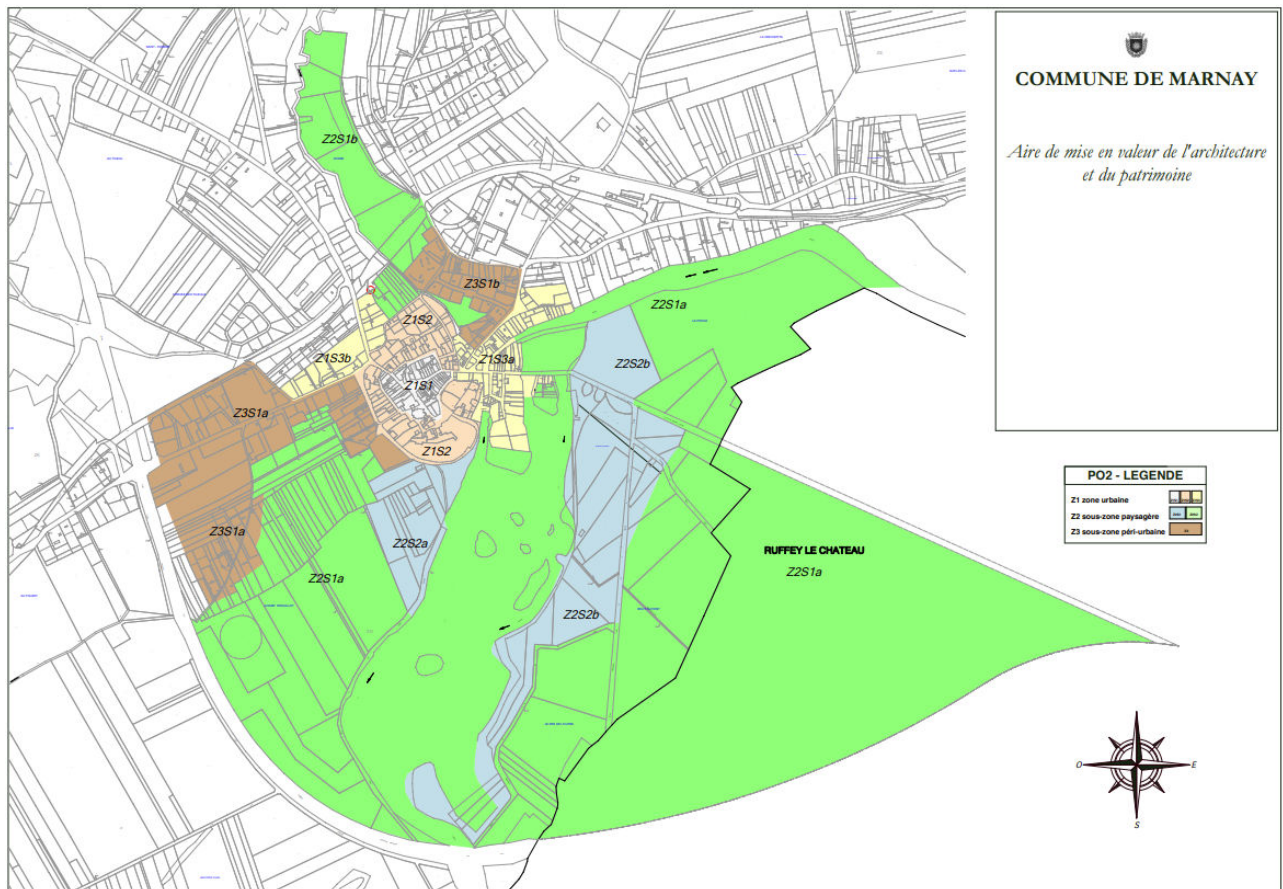 COMMUNE DE MARNAY
Aire de mise en valeur de l'architecture
et du patrimoine
PO2 - LEGENDE
Z1 zone urbaine
Z2 sous-zone paysagère
Z3 sous-zone péri-urbaine
Z2S1b
Z3S1b
Z2S1a
Z1S2
Z1S3b
Z1S3a
Z2S2b
Z1S1
Z3S1a
Z1S2
Z3S1a
Z2S2a
RUFFEY LE CHATEAU
Z2S1a
Z2S1a
Z2S2b
O
E
S